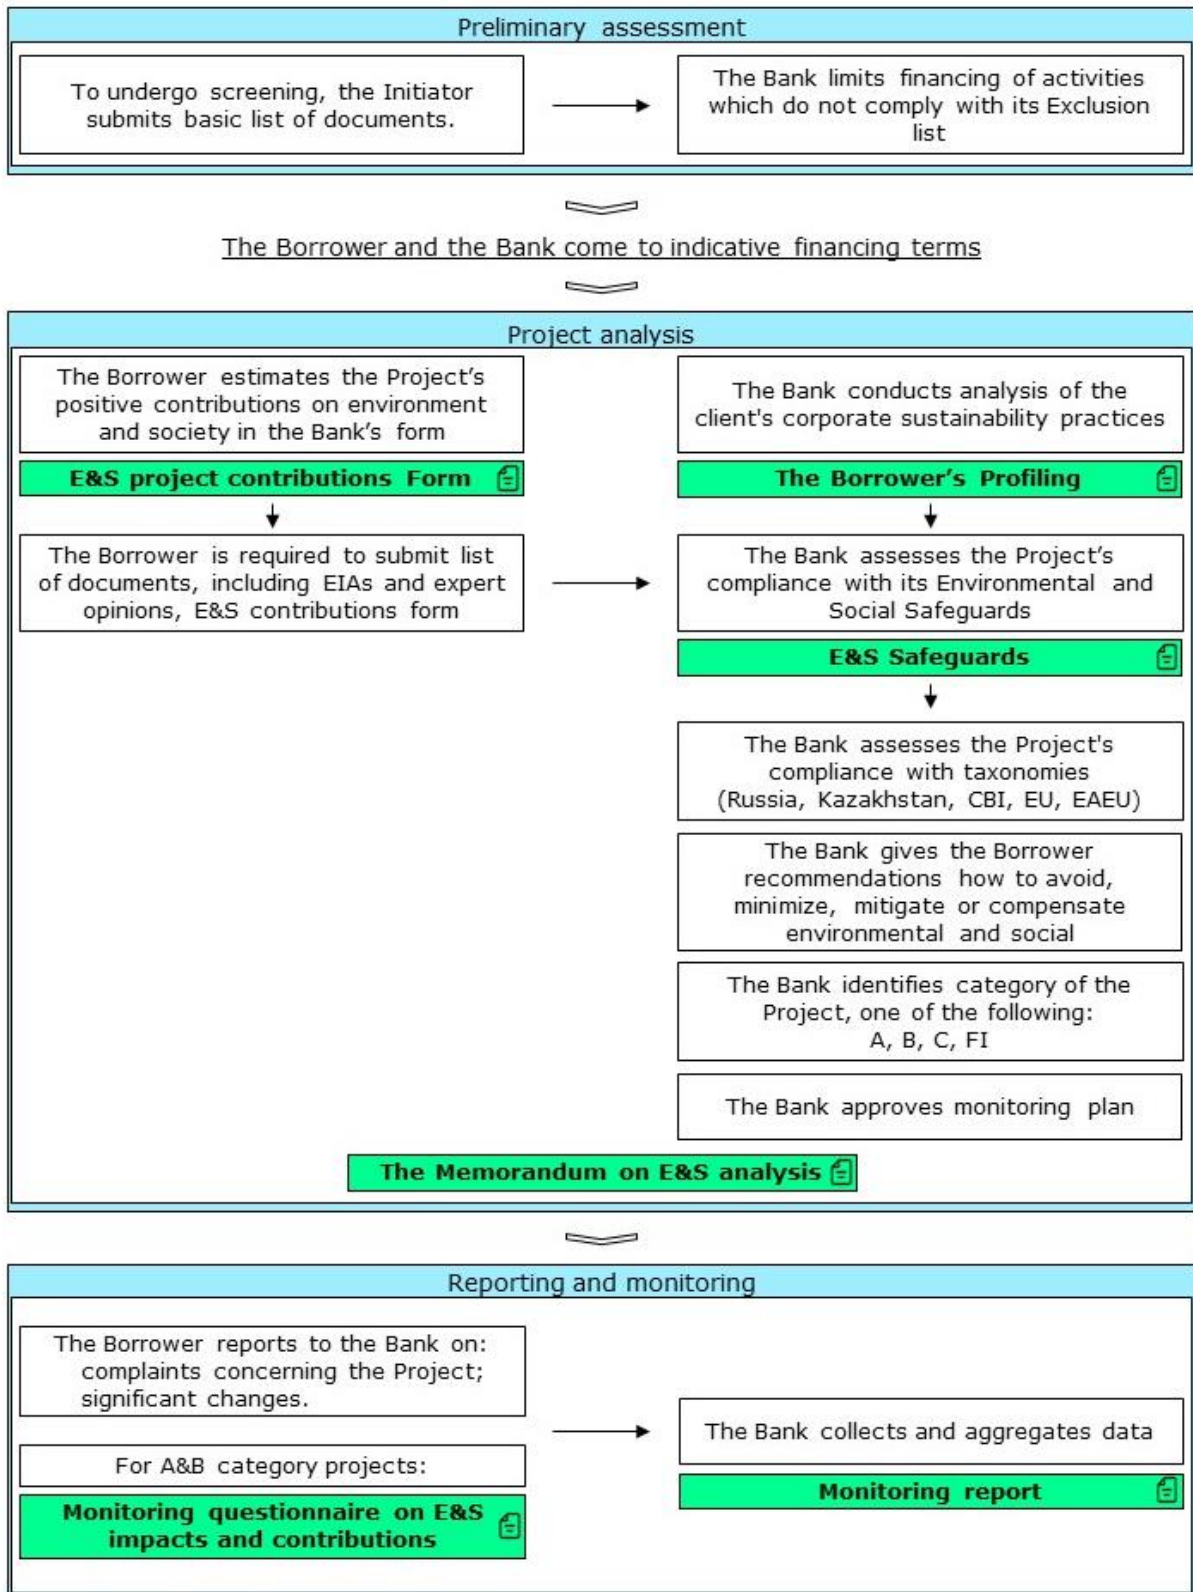 Preliminary assessment
To undergo screening, the Initiator
submits basic list of documents.
The Bank limits financing of activities
which do not comply with its Exclusion
list
The Borrower and the Bank come to indicative financing terms
Project analysis
The Borrower estimates the Project's
positive contributions on environment
and society in the Bank's form
E&S project contributions Form
The Borrower is required to submit list
of documents, including EIAs and expert
opinions, E&S contributions form
The Bank conducts analysis of the
client's corporate sustainability practices
The Borrower's Profiling
The Bank assesses the Project's
compliance with its Environmental and
Social Safeguards
E&S Safeguards
The Bank assesses the Project's
compliance with taxonomies
(Russia, Kazakhstan, CBI, EU, EAEU)
The Bank gives the Borrower
recommendations how to avoid,
minimize, mitigate or compensate
environmental and social
The Bank identifies category of the
Project, one of the following:
A, B, C, FI
The Bank approves monitoring plan
The Memorandum on E&S analysis
Reporting and monitoring
The Borrower reports to the Bank on:
complaints concerning the Project;
significant changes.
For A&B category projects:
Monitoring questionnaire on E&S
impacts and contributions
The Bank collects and aggregates data
Monitoring report